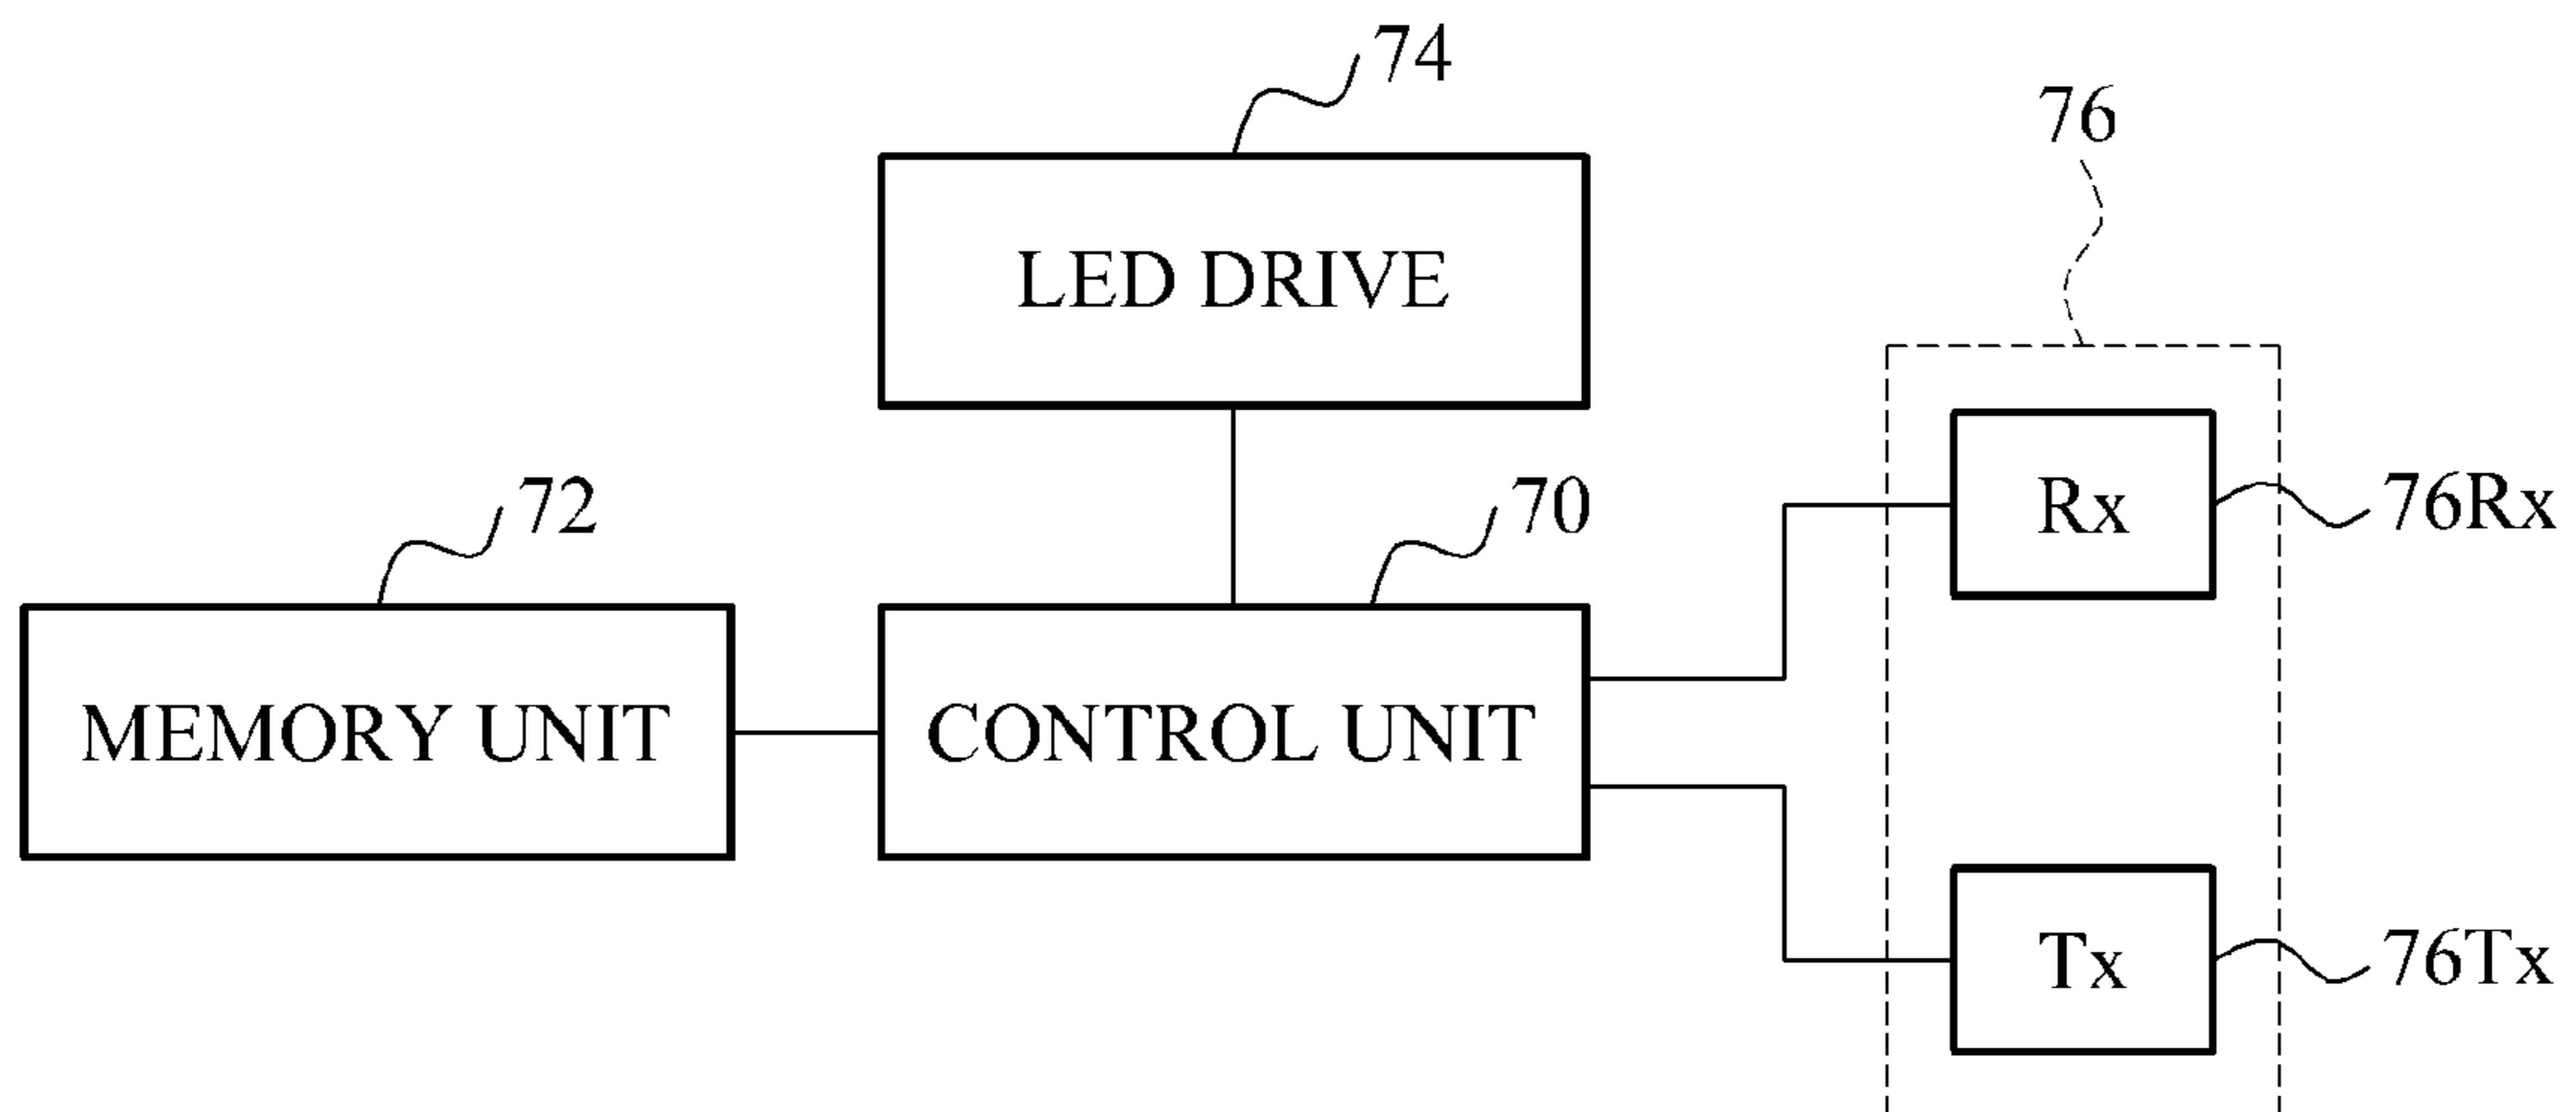 74
76
LED DRIVE
72
70
Rx
76Rx
MEMORY UNIT
CONTROL UNIT
Tx
76Tx